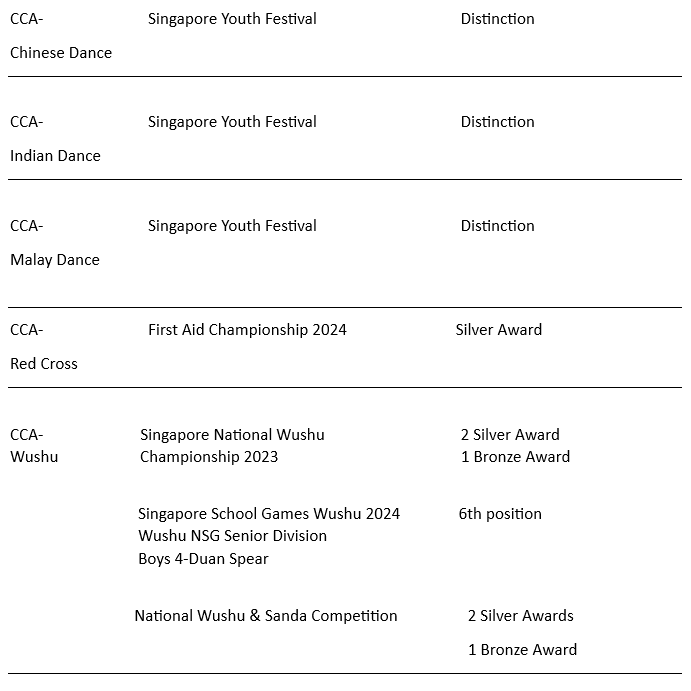 CCA- Singapore Youth Festival Distinction
Chinese Dance
CCA- Singapore Youth Festival Distinction
Indian Dance
CCA- Singapore Youth Festival Distinction
Malay Dance
CCA- First Aid Championship 2024 Silver Award
Red Cross
CCA- Singapore National Wushu 2 Silver Award
Wushu Championship 2023 1 Bronze Award
Singapore School Games Wushu 2024 6th position
Wushu NSG Senior Division
Boys 4-Duan Spear
National Wushu & Sanda Competition 2 Silver Awards
1 Bronze Award